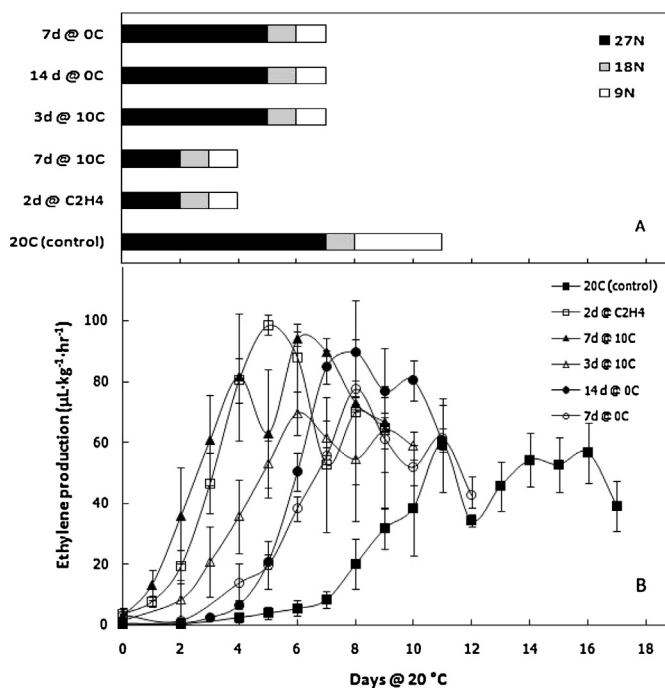 7d @ 0C
14 d @ 0C
3d @ 10C
7d @ 10C
2d @ C2H4
20C (control)
27N
18N
9N
A
Ethylene production (µL·kg-1·hr-1)
100
80
60
40
20
0
20C (control)
2d @ C2H4
7d @ 10C
3d @ 10C
14 d @ 0C
7d @ 0C
B
0 2 4 6 8 10 12 14 16 18
Days @ 20 °C